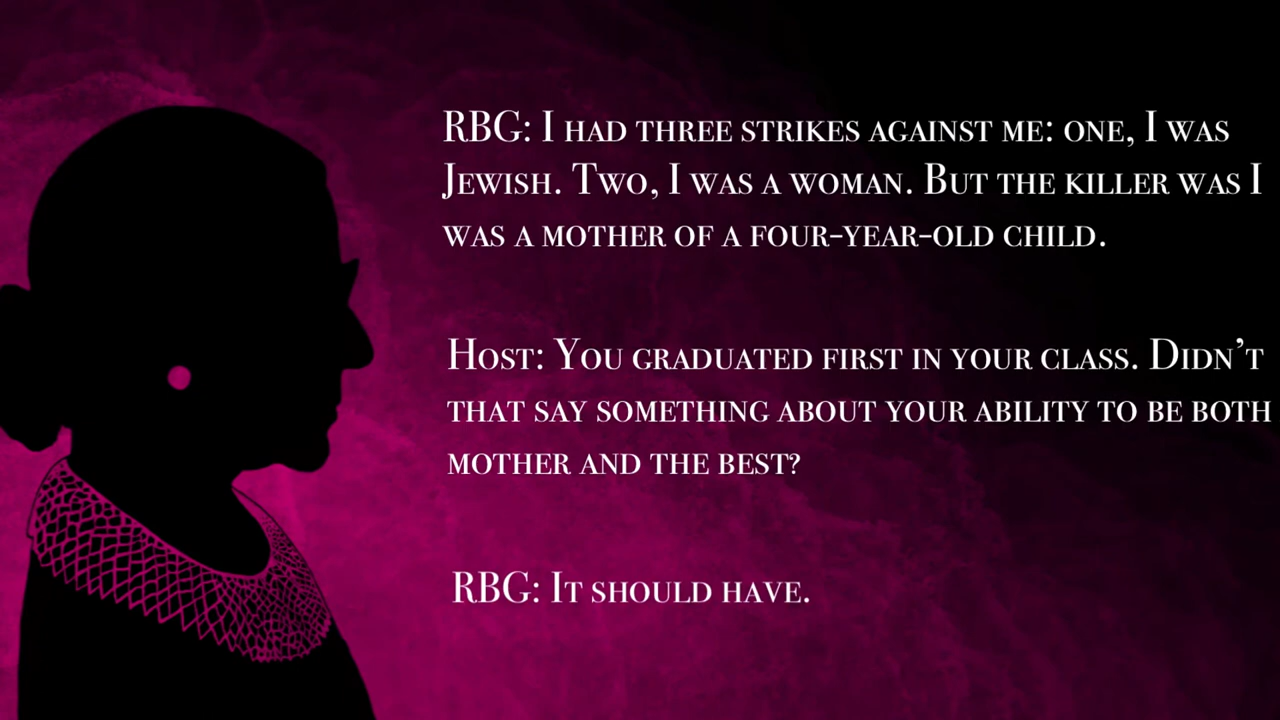 RBG: I had three strikes against me: one, I was
Jewish. Two, I was a woman. But the killer was I
was a mother of a four-year-old child.
Host: You graduated first in your class. Didn't
that say something about your ability to be both
mother and the best?
RBG: It should have.